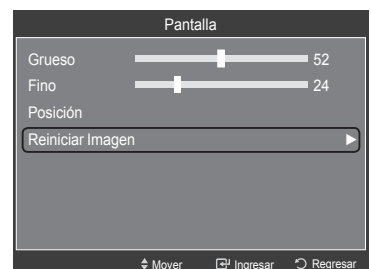 Pantalla
Grueso 52
Fino 24
Posición
Reiniciar Imagen
Mover Ingresar Regresar